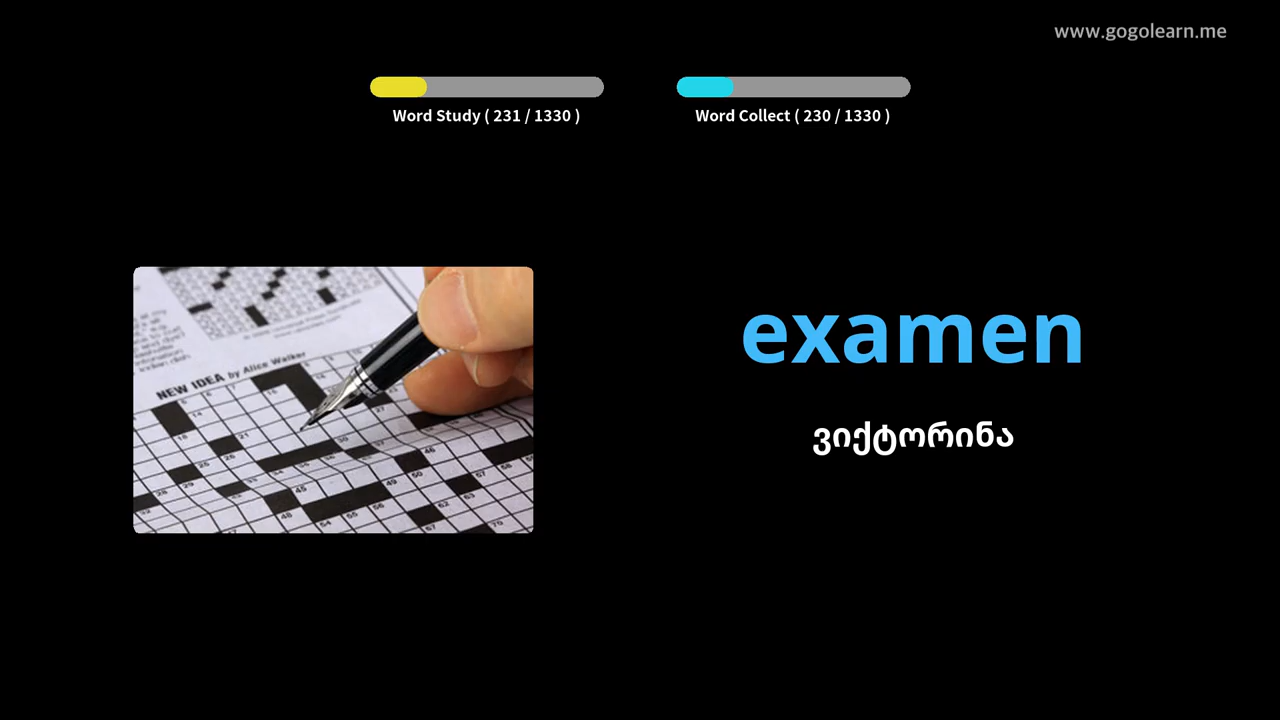 www.gogolearn.me
Word Study ( 231 / 1330 )
Word Collect ( 230 / 1330 )
NEW IDEA by Alice Walker
examen
ვიქტორინა